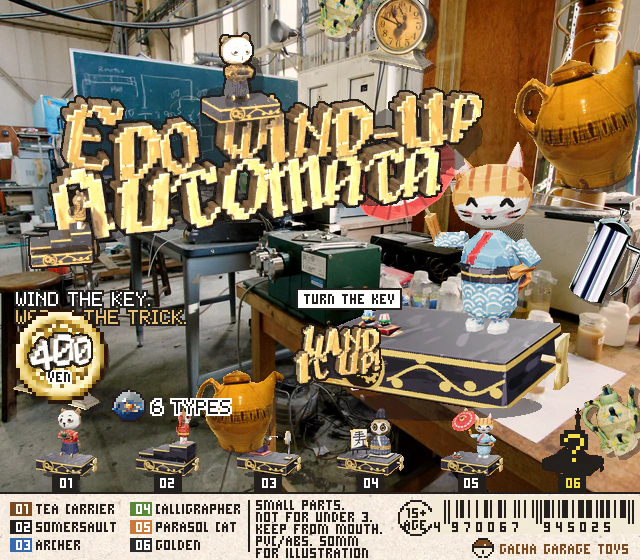 EDO WIND-UP
AUTOMATA
WIND THE KEY.
THE TRICK.
400
YEN
TURN THE KEY
WIND
IT UP!
6 TYPES
寿
01
02
03
04
05
?
06
01 TEA CARRIER
02 SOMERSAULT
03 ARCHER
04 CALLIGRAPHER
05 PARASOL CAT
06 GOLDEN
SMALL PARTS.
NOT FOR UNDER 3.
KEEP FROM MOUTH.
PVC/ABS. 50MM
FOR ILLUSTRATION
15+
AGE
4 970067 945025
GACHA GARAGE TOYS